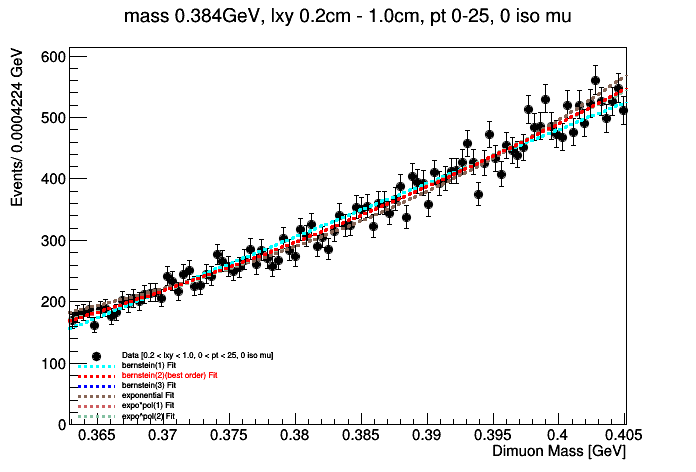 mass 0.384GeV, lxy 0.2cm - 1.0cm, pt 0-25, 0 iso mu
Events/ 0.0004224 GeV
600
500
400
300
200
100
0
Data [0.2 < lxy < 1.0, 0 < pt < 25, 0 iso mu]
bernstein(1) Fit
bernstein(2)(best order) Fit
bernstein(3) Fit
exponential Fit
expo*pol(1) Fit
expo*pol(2) Fit
0.365 0.37 0.375 0.38 0.385 0.39 0.395 0.4 0.405
Dimuon Mass [GeV]